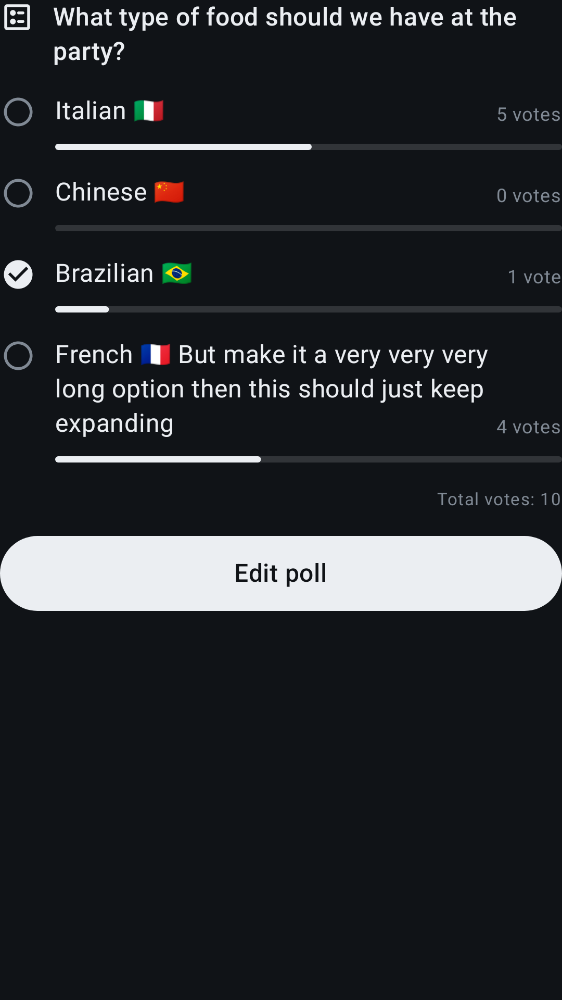 What type of food should we have at the
party?
Italian 🇮🇹
5 votes
Chinese 🇨🇳
0 votes
Brazilian 🇧🇷
1 vote
French 🇫🇷 But make it a very very very
long option then this should just keep
expanding
4 votes
Total votes: 10
Edit poll